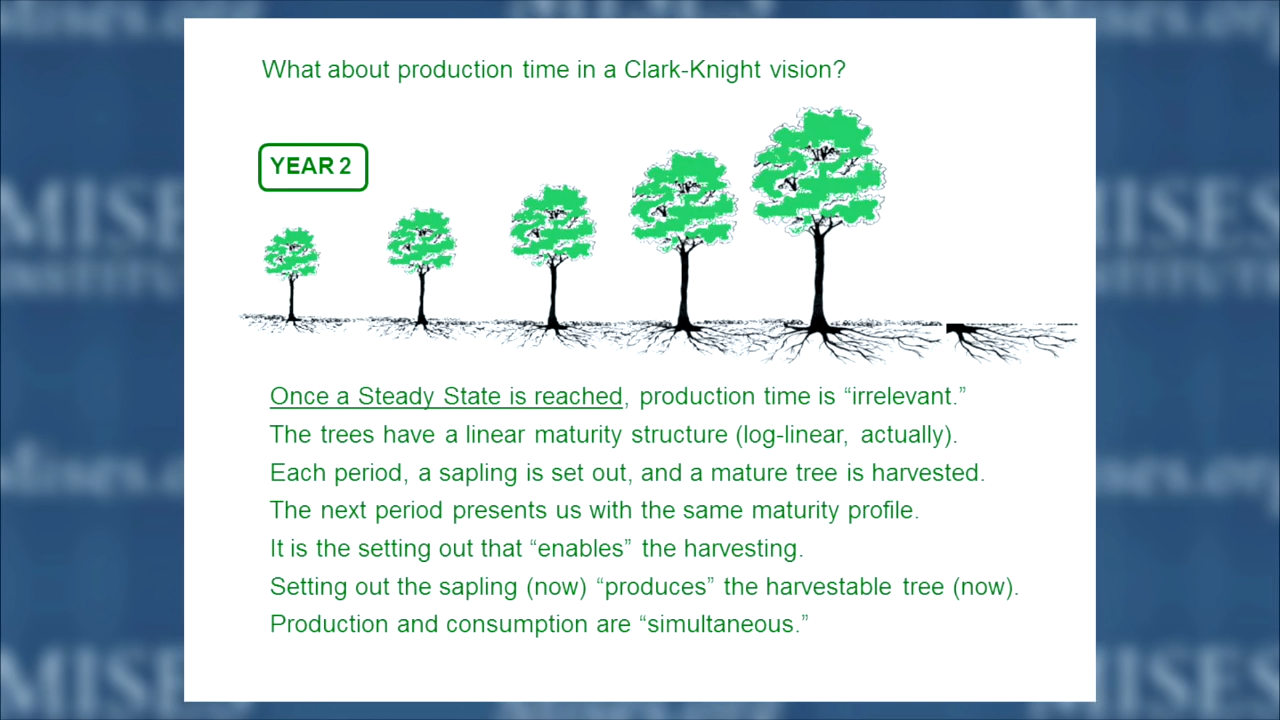 What about production time in a Clark-Knight vision?
YEAR 2
Once a Steady State is reached, production time is “irrelevant.”
The trees have a linear maturity structure (log-linear, actually).
Each period, a sapling is set out, and a mature tree is harvested.
The next period presents us with the same maturity profile.
It is the setting out that “enables” the harvesting.
Setting out the sapling (now) “produces” the harvestable tree (now).
Production and consumption are “simultaneous.”